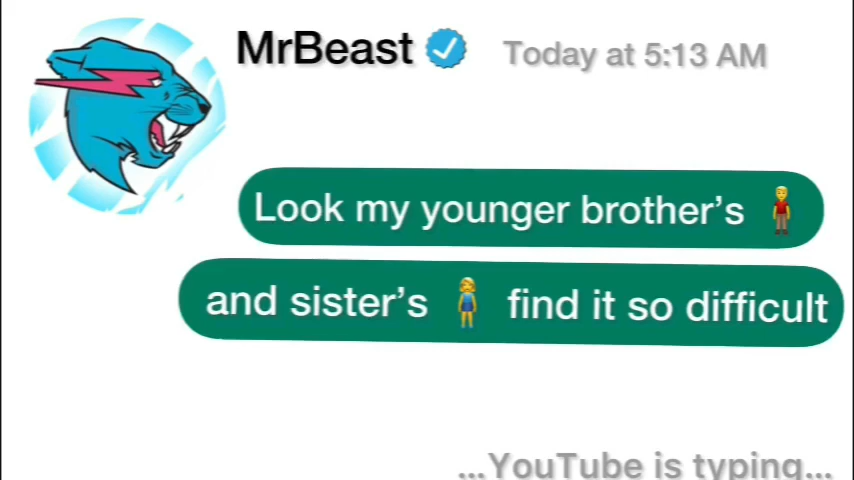 MrBeast Today at 5:13 AM
Look my younger brother’s
and sister’s find it so difficult
...YouTube is typing...